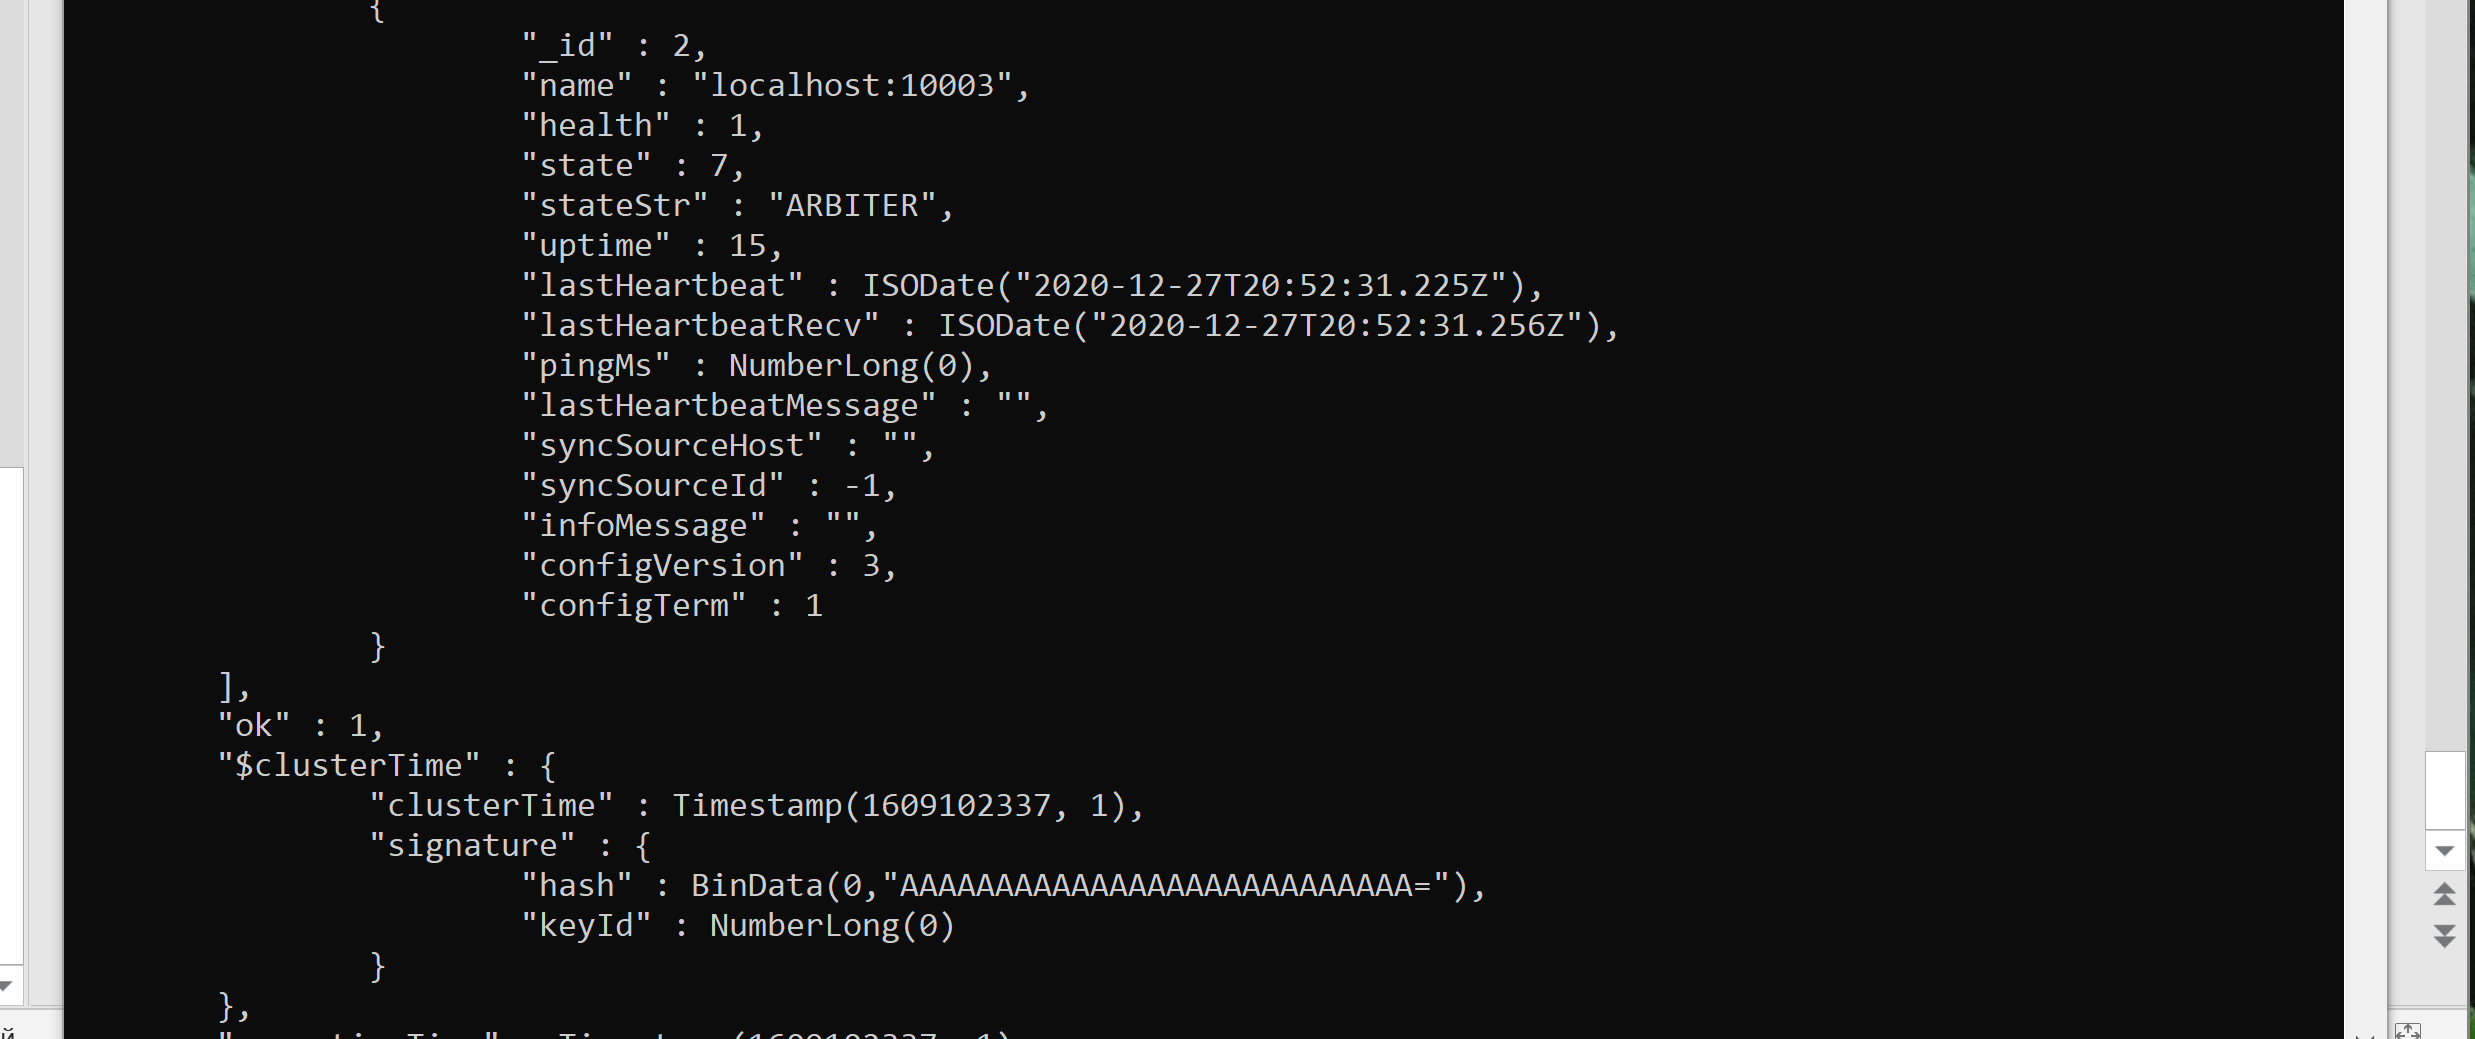 {
"_id" : 2,
"name" : "localhost:10003",
"health" : 1,
"state" : 7,
"stateStr" : "ARBITER",
"uptime" : 15,
"lastHeartbeat" : ISODate("2020-12-27T20:52:31.225Z"),
"lastHeartbeatRecv" : ISODate("2020-12-27T20:52:31.256Z"),
"pingMs" : NumberLong(0),
"lastHeartbeatMessage" : "",
"syncSourceHost" : "",
"syncSourceId" : -1,
"infoMessage" : "",
"configVersion" : 3,
"configTerm" : 1
}
],
"ok" : 1,
"$clusterTime" : {
"clusterTime" : Timestamp(1609102337, 1),
"signature" : {
"hash" : BinData(0,"AAAAAAAAAAAAAAAAAAAAAAAAAAA="),
"keyId" : NumberLong(0)
}
},